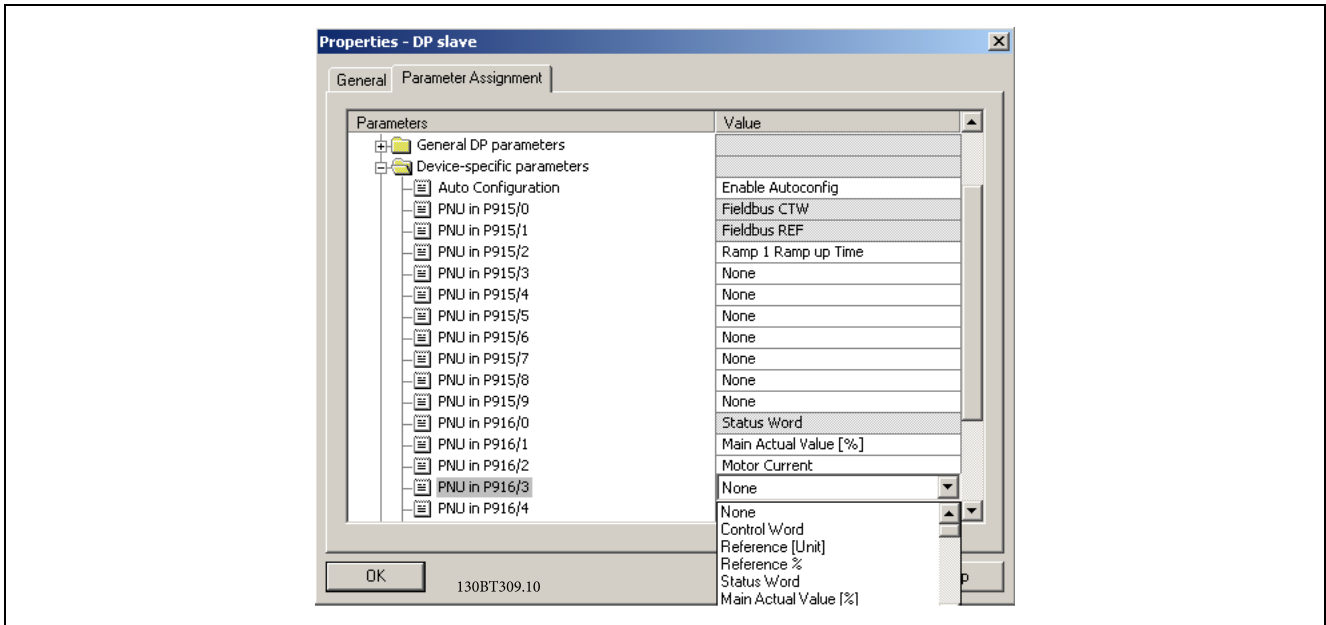 Properties - DP slave
General Parameter Assignment
Parameters Value
General DP parameters
Device-specific parameters
Auto Configuration Enable Autoconfig
PNU in P915/0 Fieldbus CTW
PNU in P915/1 Fieldbus REF
PNU in P915/2 Ramp 1 Ramp up Time
PNU in P915/3 None
PNU in P915/4 None
PNU in P915/5 None
PNU in P915/6 None
PNU in P915/7 None
PNU in P915/8 None
PNU in P915/9 None
PNU in P916/0 Status Word
PNU in P916/1 Main Actual Value [%]
PNU in P916/2 Motor Current
PNU in P916/3 None
PNU in P916/4 None
Control Word
Reference [Unit]
Reference %
Status Word
Main Actual Value [%]
OK 130BT309.10 p